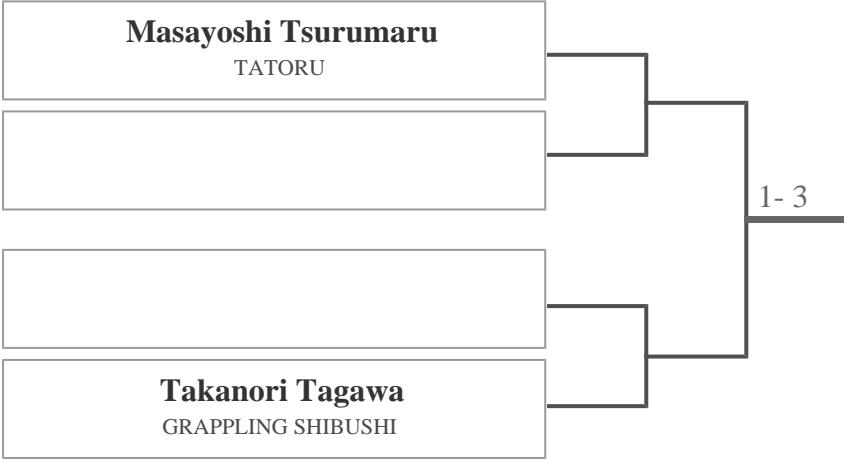 Masayoshi Tsurumaru
TATORU
1- 3
Takanori Tagawa
GRAPPLING SHIBUSHI